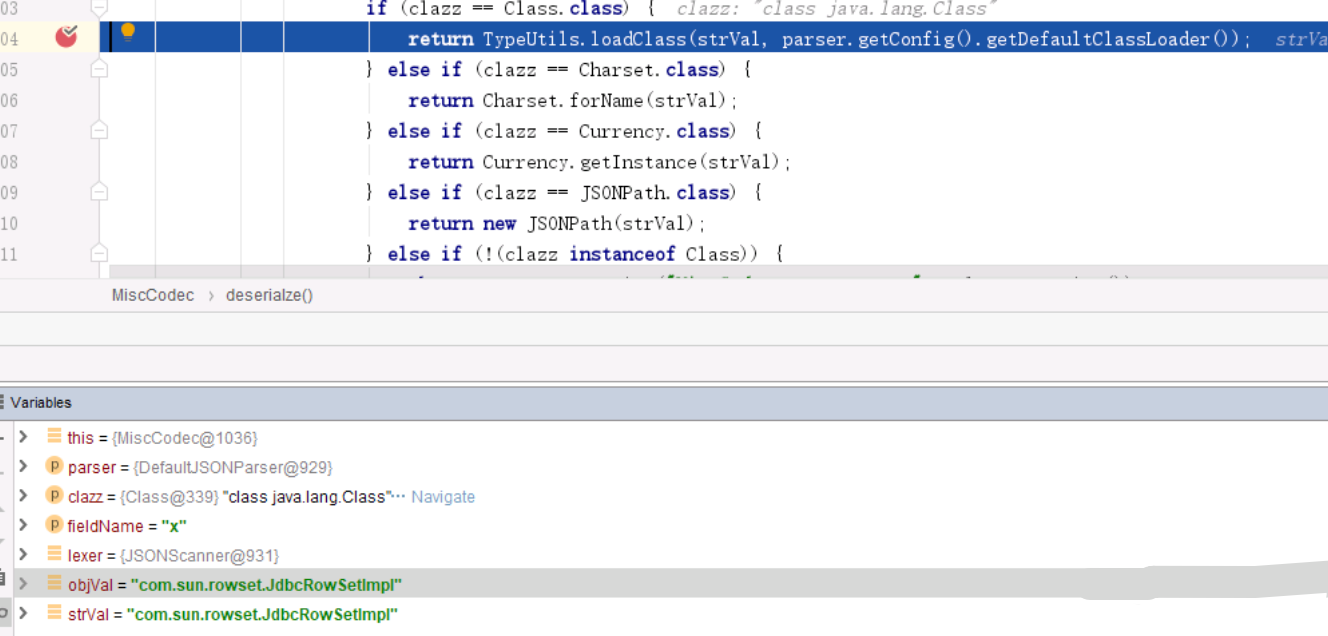 03 if (clazz == Class.class) { clazz: "class java.lang.Class"
04 return TypeUtils.loadClass(strVal, parser.getConfig().getDefaultClassLoader()); strVa
05 } else if (clazz == Charset.class) {
06 return Charset.forName(strVal);
07 } else if (clazz == Currency.class) {
08 return Currency.getInstance(strVal);
09 } else if (clazz == JSONPath.class) {
10 return new JSONPath(strVal);
11 } else if (!(clazz instanceof Class)) {
MiscCodec › deserialze()
Variables
this = {MiscCodec@1036}
p parser = {DefaultJSONParser@929}
p clazz = {Class@339} "class java.lang.Class"... Navigate
p fieldName = "x"
lexer = {JSONScanner@931}
objVal = "com.sun.rowset.JdbcRowSetImpl"
strVal = "com.sun.rowset.JdbcRowSetImpl"